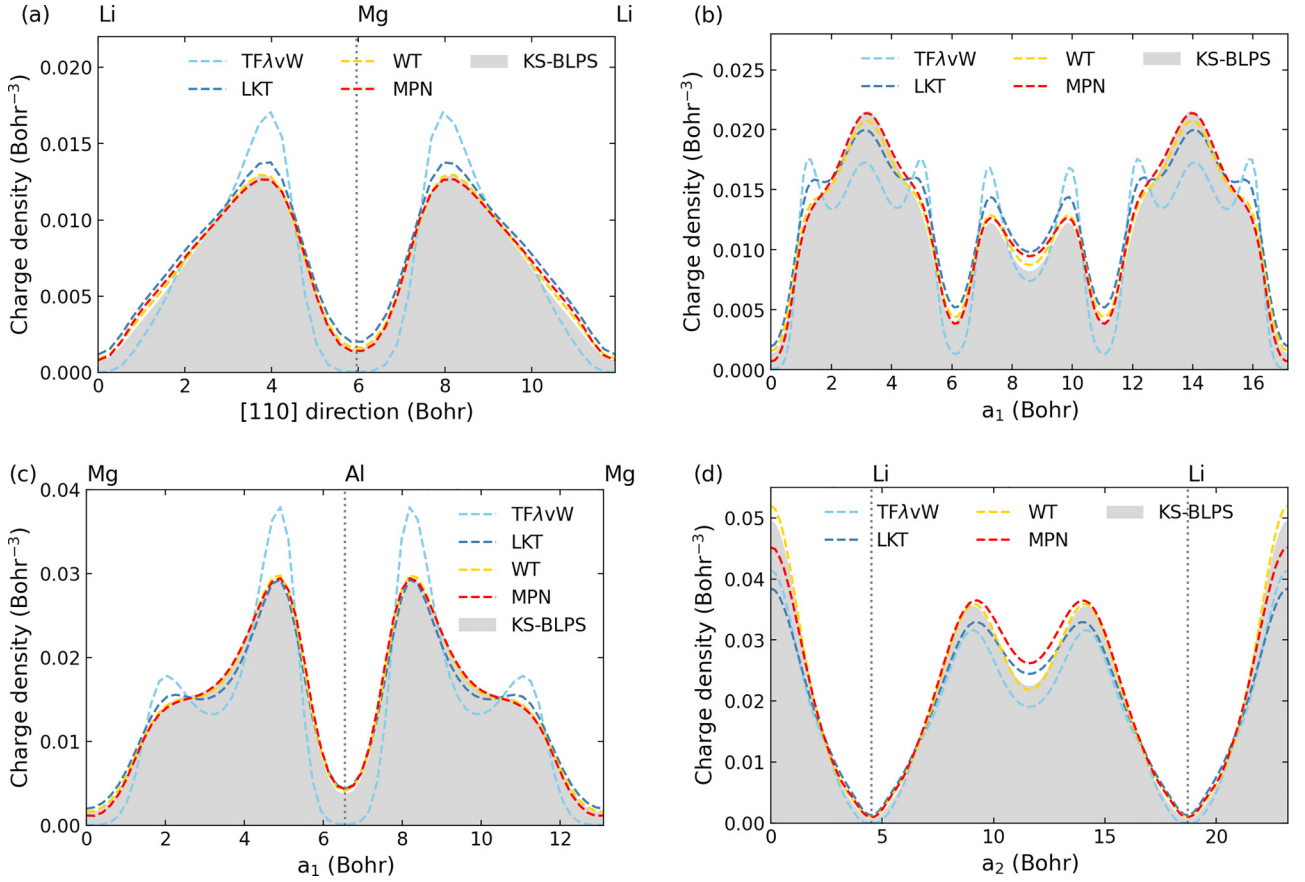 (a) Li Mg Li
TFλvW WT KS-BLPS
LKT MPN
Charge density (Bohr⁻³)
0.020
0.015
0.010
0.005
0.000
0 2 4 6 8 10
[110] direction (Bohr)
(b)
TFλvW WT KS-BLPS
LKT MPN
Charge density (Bohr⁻³)
0.025
0.020
0.015
0.010
0.005
0.000
0 2 4 6 8 10 12 14 16
a₁ (Bohr)
(c) Mg Al Mg
TFλvW
LKT
WT
MPN
KS-BLPS
Charge density (Bohr⁻³)
0.04
0.03
0.02
0.01
0.00
0 2 4 6 8 10 12
a₁ (Bohr)
(d) Li Li
TFλvW WT KS-BLPS
LKT MPN
Charge density (Bohr⁻³)
0.05
0.04
0.03
0.02
0.01
0.00
0 5 10 15 20
a₂ (Bohr)